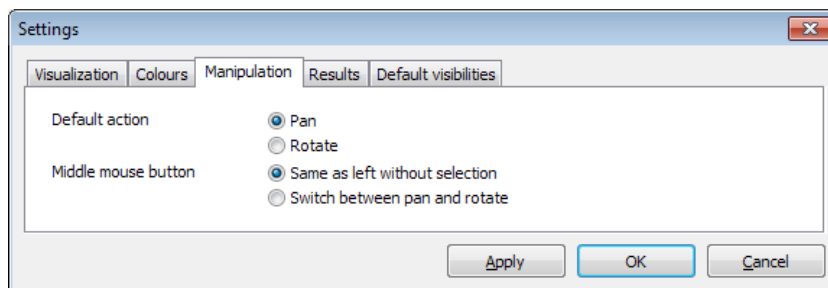 Settings
Visualization Colours Manipulation Results Default visibilities
Default action Pan
Rotate
Middle mouse button Same as left without selection
Switch between pan and rotate
Apply OK Cancel